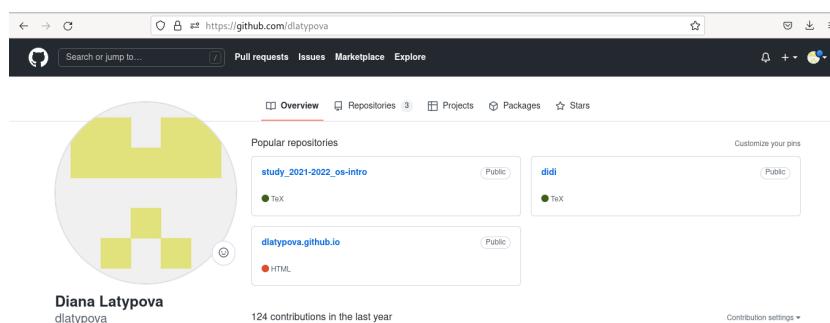 https://github.com/dlatypova
Search or jump to... /
Pull requests Issues Marketplace Explore
Overview Repositories 3 Projects Packages Stars
Popular repositories Customize your pins
study_2021-2022_os-intro Public
TeX
didi Public
TeX
dlatypova.github.io Public
HTML
Diana Latypova
dlatypova
124 contributions in the last year Contribution settings